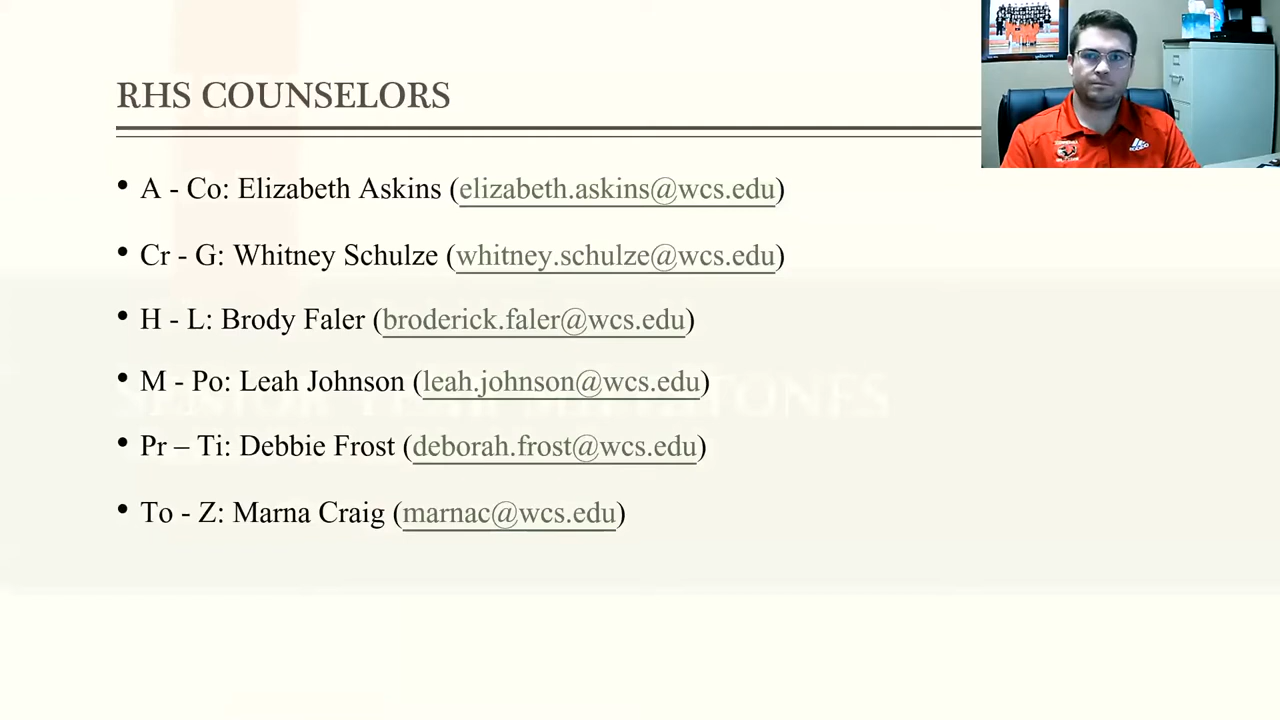 RHS COUNSELORS
• A - Co: Elizabeth Askins (elizabeth.askins@wcs.edu)
• Cr - G: Whitney Schulze (whitney.schulze@wcs.edu)
• H - L: Brody Faler (broderick.faler@wcs.edu)
• M - Po: Leah Johnson (leah.johnson@wcs.edu)
• Pr – Ti: Debbie Frost (deborah.frost@wcs.edu)
• To - Z: Marna Craig (marnac@wcs.edu)